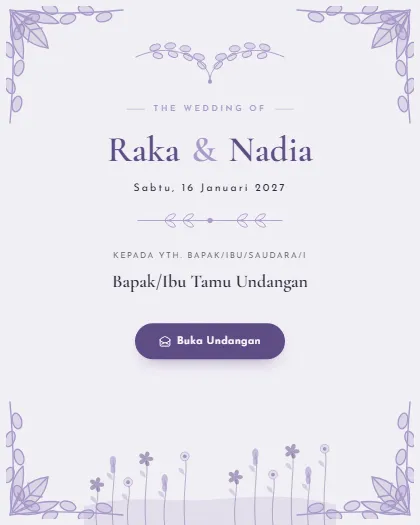 THE WEDDING OF
Raka & Nadia
Sabtu, 16 Januari 2027
KEPADA YTH. BAPAK/IBU/SAUDARA/I
Bapak/Ibu Tamu Undangan
Buka Undangan